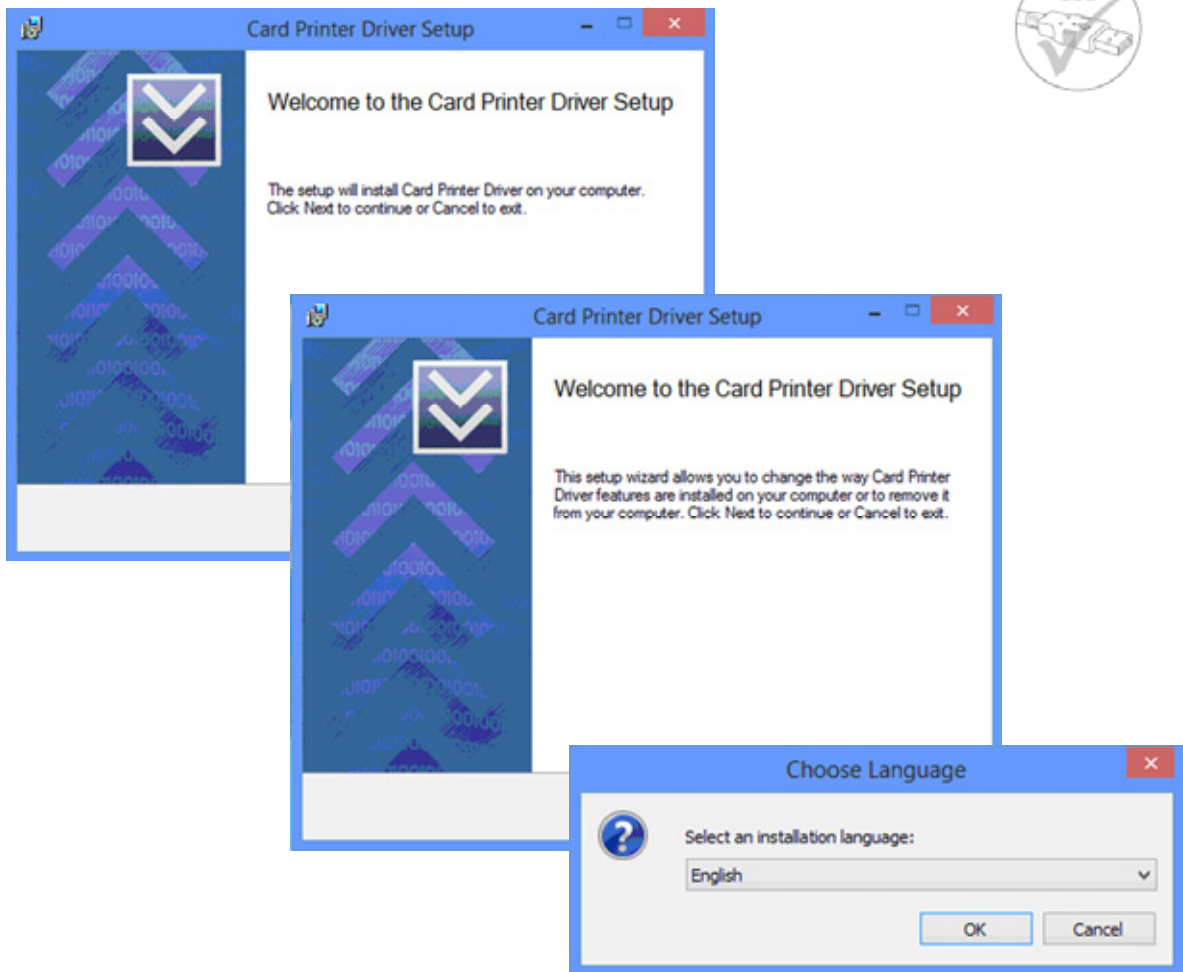 Card Printer Driver Setup
Welcome to the Card Printer Driver Setup
The setup will install Card Printer Driver on your computer.
Click Next to continue or Cancel to exit.
Card Printer Driver Setup
Welcome to the Card Printer Driver Setup
This setup wizard allows you to change the way Card Printer
Driver features are installed on your computer or to remove it
from your computer. Click Next to continue or Cancel to exit.
Choose Language
Select an installation language:
English
OK Cancel